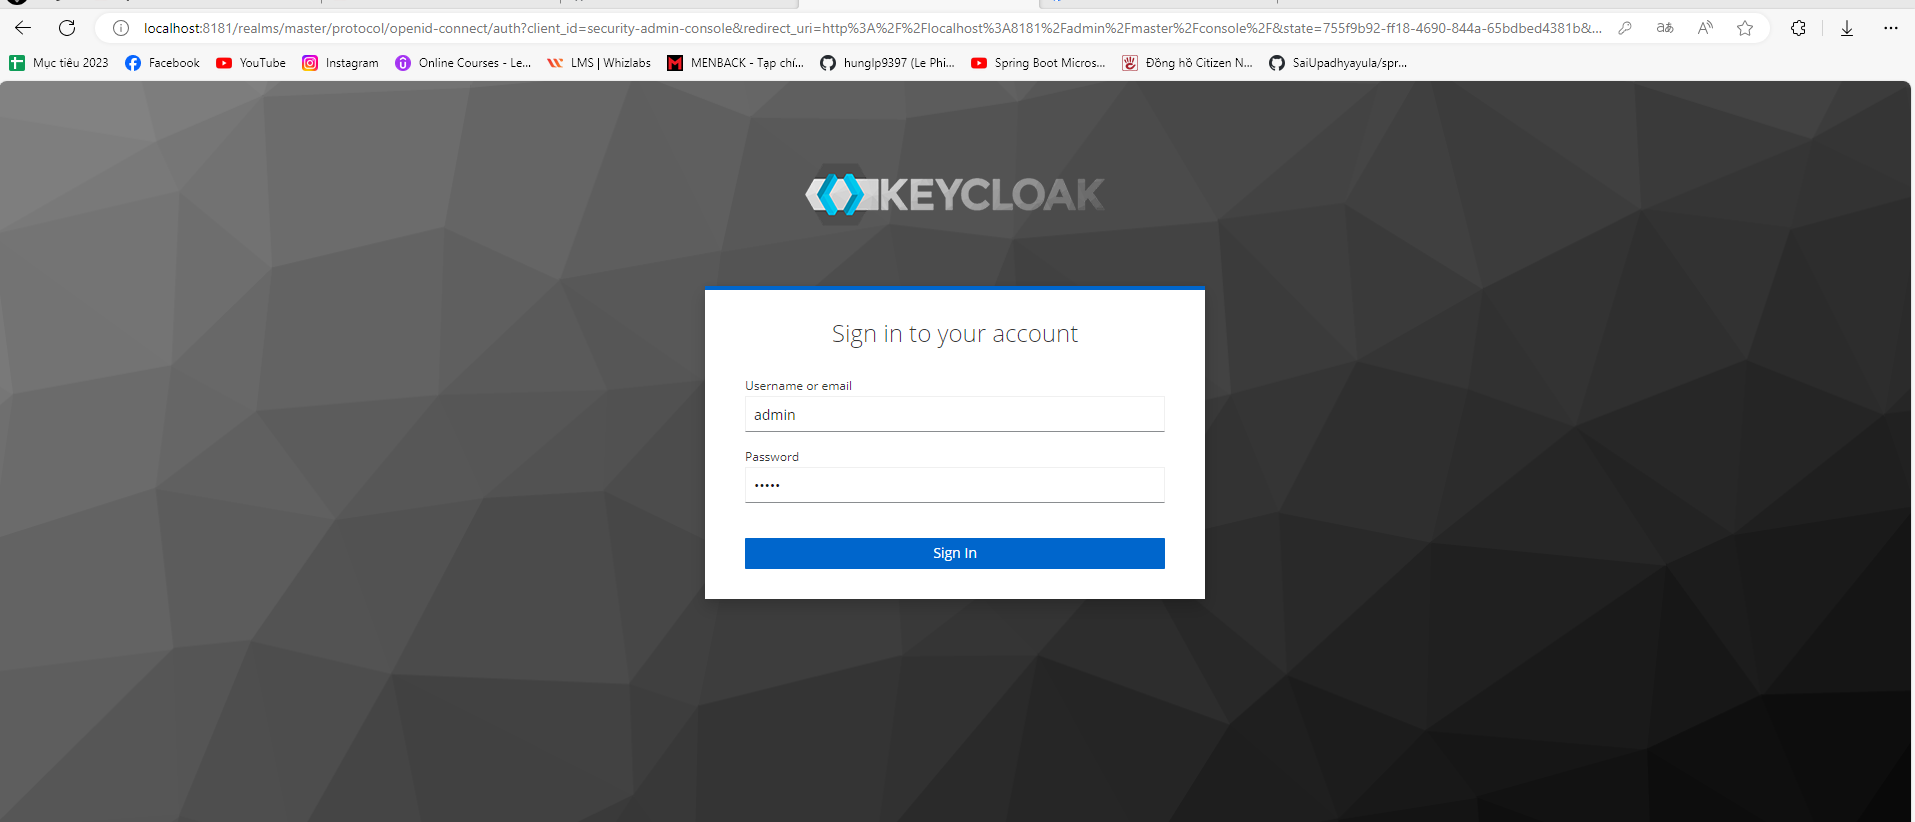 localhost:8181/realms/master/protocol/openid-connect/auth?client_id=security-admin-console&redirect_uri=http%3A%2F%2Flocalhost%3A8181%2Fadmin%2Fmaster%2Fconsole%2F&state=755f9b92-ff18-4690-844a-65bdbed4381b&...
Mục tiêu 2023 Facebook YouTube Instagram Online Courses - Le... LMS | Whizlabs MENBACK - Tạp chí... hunglp9397 (Le Phi... Spring Boot Micros... Đồng hồ Citizen N... SaiUpadhyayula/spr...
KEYCLOAK
Sign in to your account
Username or email
admin
Password
•••••
Sign In